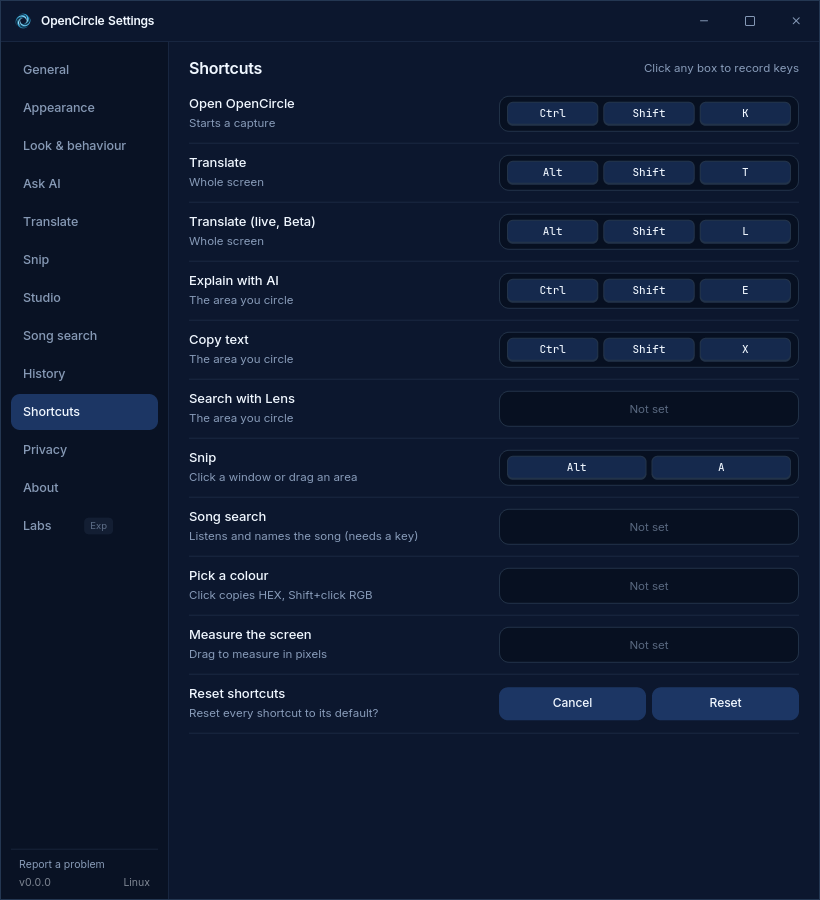 OpenCircle Settings
General
Appearance
Look & behaviour
Ask AI
Translate
Snip
Studio
Song search
History
Shortcuts
Privacy
About
Labs Exp
Report a problem
v0.0.0 Linux
Shortcuts Click any box to record keys
Open OpenCircle
Starts a capture
Ctrl Shift K
Translate
Whole screen
Alt Shift T
Translate (live, Beta)
Whole screen
Alt Shift L
Explain with AI
The area you circle
Ctrl Shift E
Copy text
The area you circle
Ctrl Shift X
Search with Lens
The area you circle
Not set
Snip
Click a window or drag an area
Alt A
Song search
Listens and names the song (needs a key)
Not set
Pick a colour
Click copies HEX, Shift+click RGB
Not set
Measure the screen
Drag to measure in pixels
Not set
Reset shortcuts
Reset every shortcut to its default?
Cancel Reset